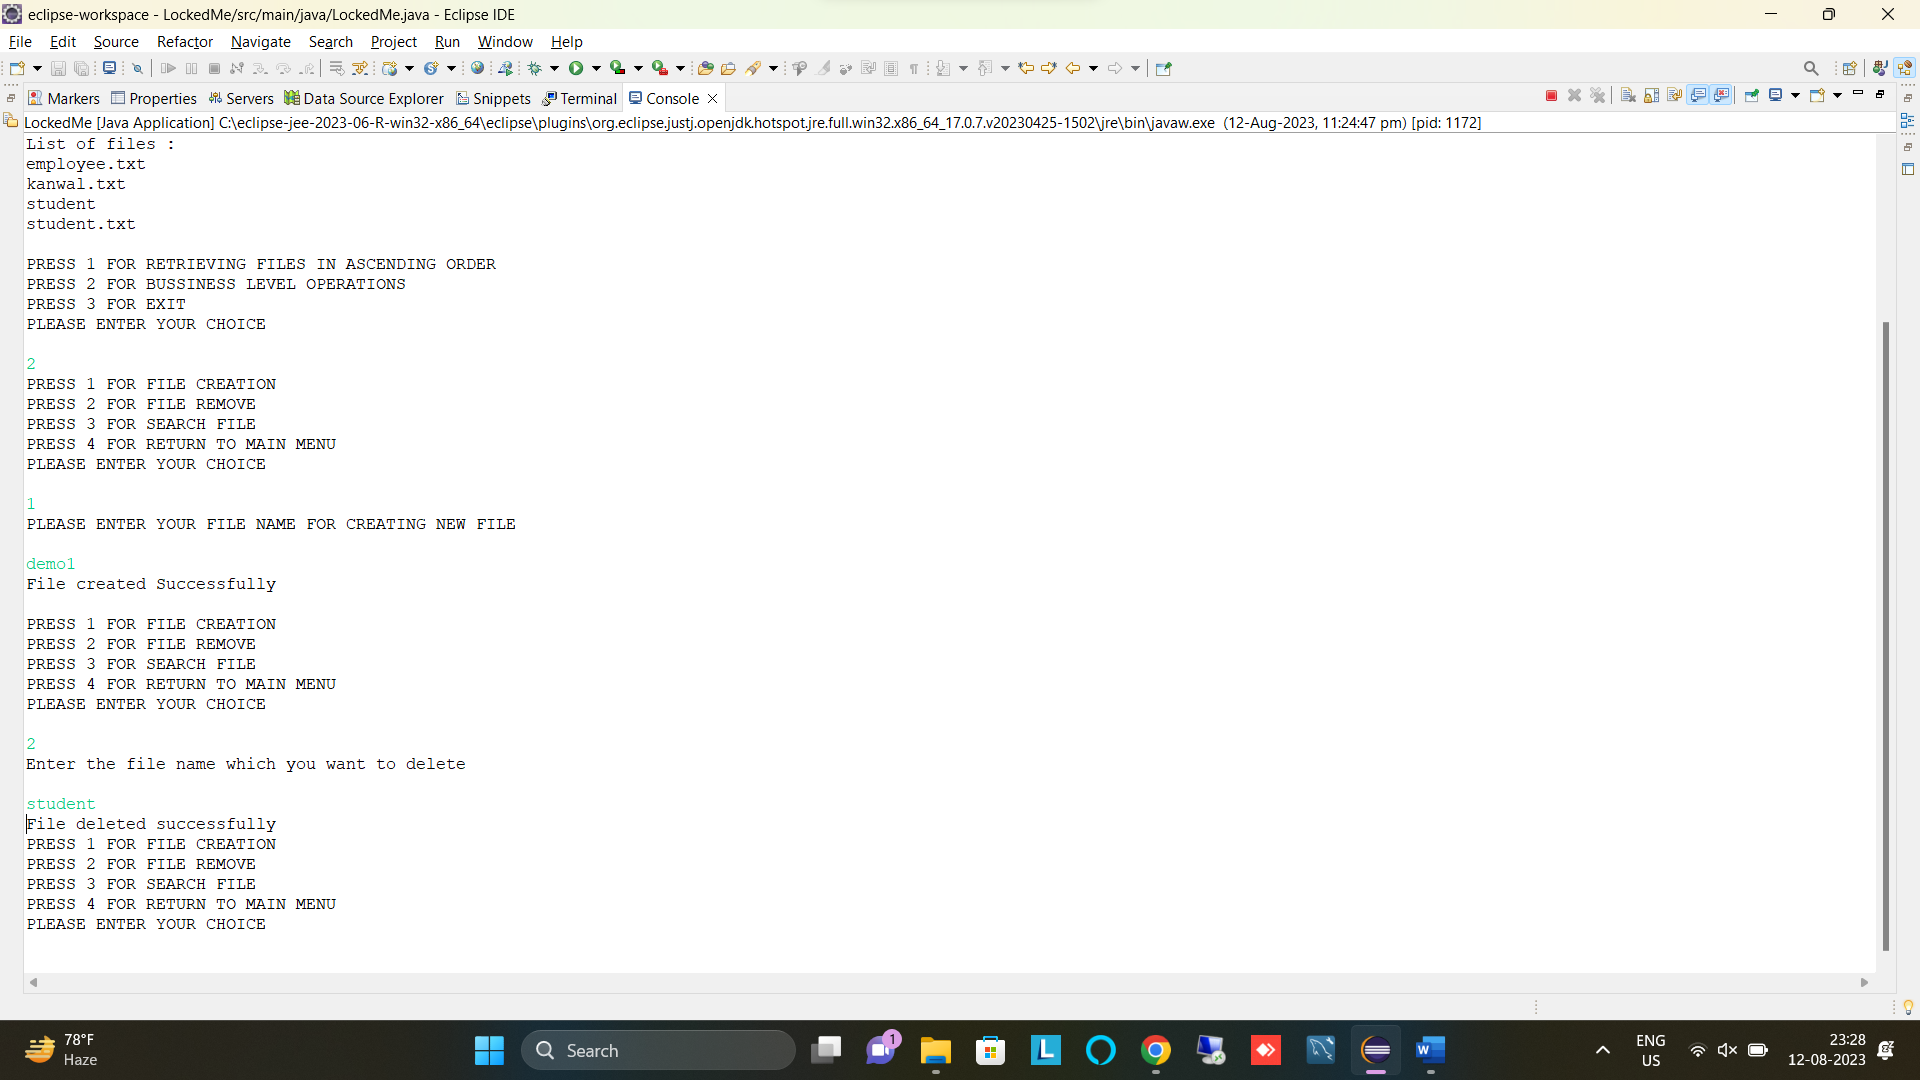 eclipse-workspace - LockedMe/src/main/java/LockedMe.java - Eclipse IDE
File Edit Source Refactor Navigate Search Project Run Window Help
Markers Properties Servers Data Source Explorer Snippets Terminal Console
LockedMe [Java Application] C:\eclipse-jee-2023-06-R-win32-x86_64\eclipse\plugins\org.eclipse.justj.openjdk.hotspot.jre.full.win32.x86_64_17.0.7.v20230425-1502\jre\bin\javaw.exe (12-Aug-2023, 11:24:47 pm) [pid: 1172]
List of files :
employee.txt
kanwal.txt
student
student.txt
PRESS 1 FOR RETRIEVING FILES IN ASCENDING ORDER
PRESS 2 FOR BUSSINESS LEVEL OPERATIONS
PRESS 3 FOR EXIT
PLEASE ENTER YOUR CHOICE
2
PRESS 1 FOR FILE CREATION
PRESS 2 FOR FILE REMOVE
PRESS 3 FOR SEARCH FILE
PRESS 4 FOR RETURN TO MAIN MENU
PLEASE ENTER YOUR CHOICE
1
PLEASE ENTER YOUR FILE NAME FOR CREATING NEW FILE
demo1
File created Successfully
PRESS 1 FOR FILE CREATION
PRESS 2 FOR FILE REMOVE
PRESS 3 FOR SEARCH FILE
PRESS 4 FOR RETURN TO MAIN MENU
PLEASE ENTER YOUR CHOICE
2
Enter the file name which you want to delete
student
File deleted successfully
PRESS 1 FOR FILE CREATION
PRESS 2 FOR FILE REMOVE
PRESS 3 FOR SEARCH FILE
PRESS 4 FOR RETURN TO MAIN MENU
PLEASE ENTER YOUR CHOICE
78°F
Haze
Search
1
L
W
ENG
US
23:28
12-08-2023